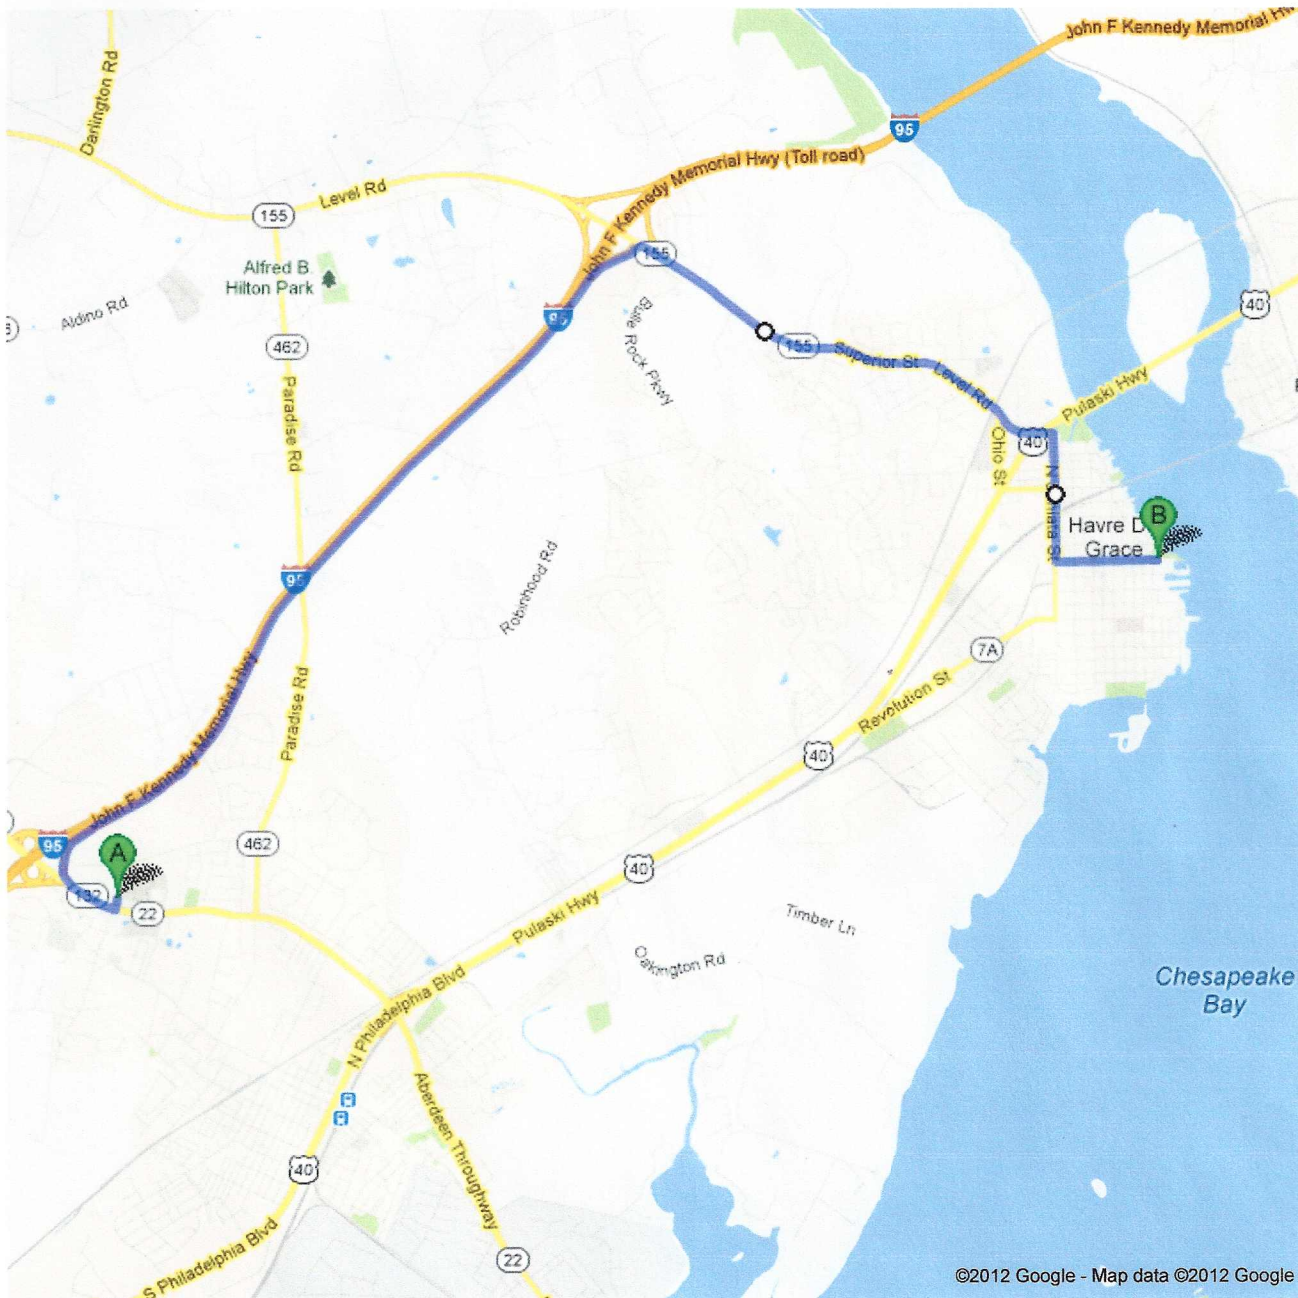 John F Kennedy Memorial Hw
Darlington Rd
95
John F Kennedy Memorial Hwy (Toll road)
Level Rd
155
155
Alfred B.
Hilton Park
Aldino Rd
95
40
462
Bulle Rock Pkwy
155
Superior St
Level Rd
Pulaski Hwy
Paradise Rd
40
Ohio St
Havre D
Grace
B
95
Robinhood Rd
7A
Paradise Rd
Revolution St
John F Kennedy Memorial Hwy
40
95
A
462
40
132
22
Pulaski Hwy
Timber Ln
Oakington Rd
Chesapeake
Bay
N Philadelphia Blvd
Aberdeen Throughway
40
S Philadelphia Blvd
22
©2012 Google - Map data ©2012 Google